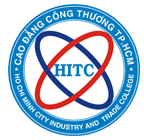 CAO ĐẲNG CÔNG THƯƠNG TP.HCM
HITC
HO CHI MINH CITY INDUSTRY AND TRADE COLLEGE